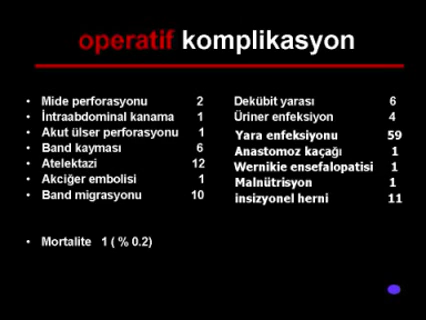 operatif komplikasyon
• Mide perforasyonu 2
• İntraabdominal kanama 1
• Akut ülser perforasyonu 1
• Band kayması 6
• Atelektazi 12
• Akciğer embolisi 1
• Band migrasyonu 10
• Mortalite 1 ( % 0.2)
Dekübit yarası 6
Üriner enfeksiyon 4
Yara enfeksiyonu 59
Anastomoz kaçağı 1
Wernikie ensefalopatisi 1
Malnütrisyon 1
insizyonel herni 11